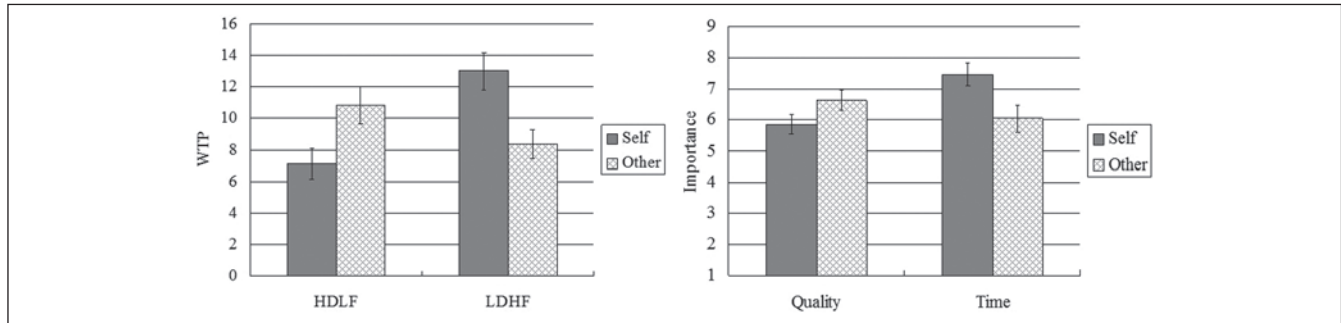 16
14
12
10
8
6
4
2
0
WTP
HDLF
LDHF
Self
Other
9
8
7
6
5
4
3
2
1
Importance
Quality
Time
Self
Other